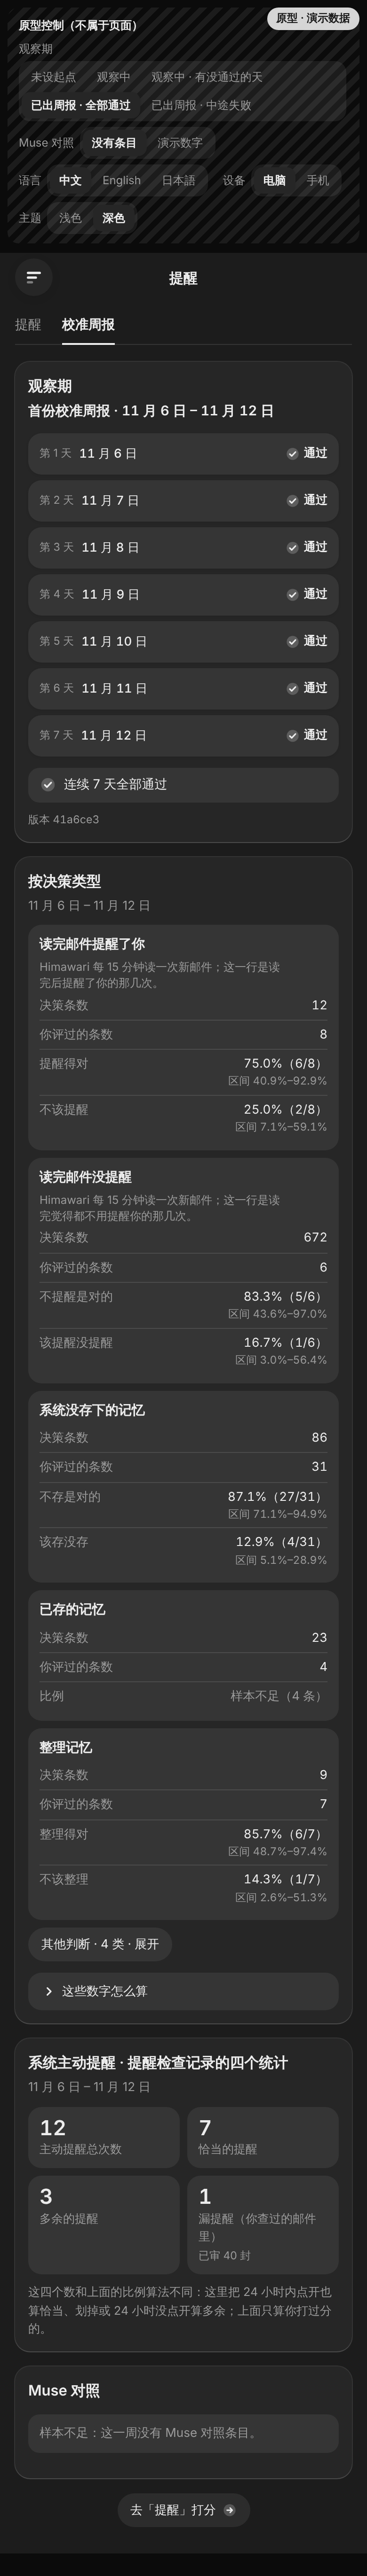 原型 · 演示数据
原型控制（不属于页面）
观察期
未设起点 观察中 观察中 · 有没通过的天
已出周报 · 全部通过 已出周报 · 中途失败
Muse 对照 没有条目 演示数字
语言 中文 English 日本語 设备 电脑 手机
主题 浅色 深色
提醒
提醒 校准周报
观察期
首份校准周报 · 11 月 6 日 – 11 月 12 日
第 1 天 11 月 6 日 通过
第 2 天 11 月 7 日 通过
第 3 天 11 月 8 日 通过
第 4 天 11 月 9 日 通过
第 5 天 11 月 10 日 通过
第 6 天 11 月 11 日 通过
第 7 天 11 月 12 日 通过
连续 7 天全部通过
版本 41a6ce3
按决策类型
11 月 6 日 – 11 月 12 日
读完邮件提醒了你
Himawari 每 15 分钟读一次新邮件；这一行是读
完后提醒了你的那几次。
决策条数 12
你评过的条数 8
提醒得对 75.0%（6/8）
区间 40.9%–92.9%
不该提醒 25.0%（2/8）
区间 7.1%–59.1%
读完邮件没提醒
Himawari 每 15 分钟读一次新邮件；这一行是读
完觉得都不用提醒你的那几次。
决策条数 672
你评过的条数 6
不提醒是对的 83.3%（5/6）
区间 43.6%–97.0%
该提醒没提醒 16.7%（1/6）
区间 3.0%–56.4%
系统没存下的记忆
决策条数 86
你评过的条数 31
不存是对的 87.1%（27/31）
区间 71.1%–94.9%
该存没存 12.9%（4/31）
区间 5.1%–28.9%
已存的记忆
决策条数 23
你评过的条数 4
比例 样本不足（4 条）
整理记忆
决策条数 9
你评过的条数 7
整理得对 85.7%（6/7）
区间 48.7%–97.4%
不该整理 14.3%（1/7）
区间 2.6%–51.3%
其他判断 · 4 类 · 展开
这些数字怎么算
系统主动提醒 · 提醒检查记录的四个统计
11 月 6 日 – 11 月 12 日
12
主动提醒总次数
7
恰当的提醒
3
多余的提醒
1
漏提醒（你查过的邮件
里）
已审 40 封
这四个数和上面的比例算法不同：这里把 24 小时内点开也
算恰当、划掉或 24 小时没点开算多余；上面只算你打过分
的。
Muse 对照
样本不足：这一周没有 Muse 对照条目。
去「提醒」打分